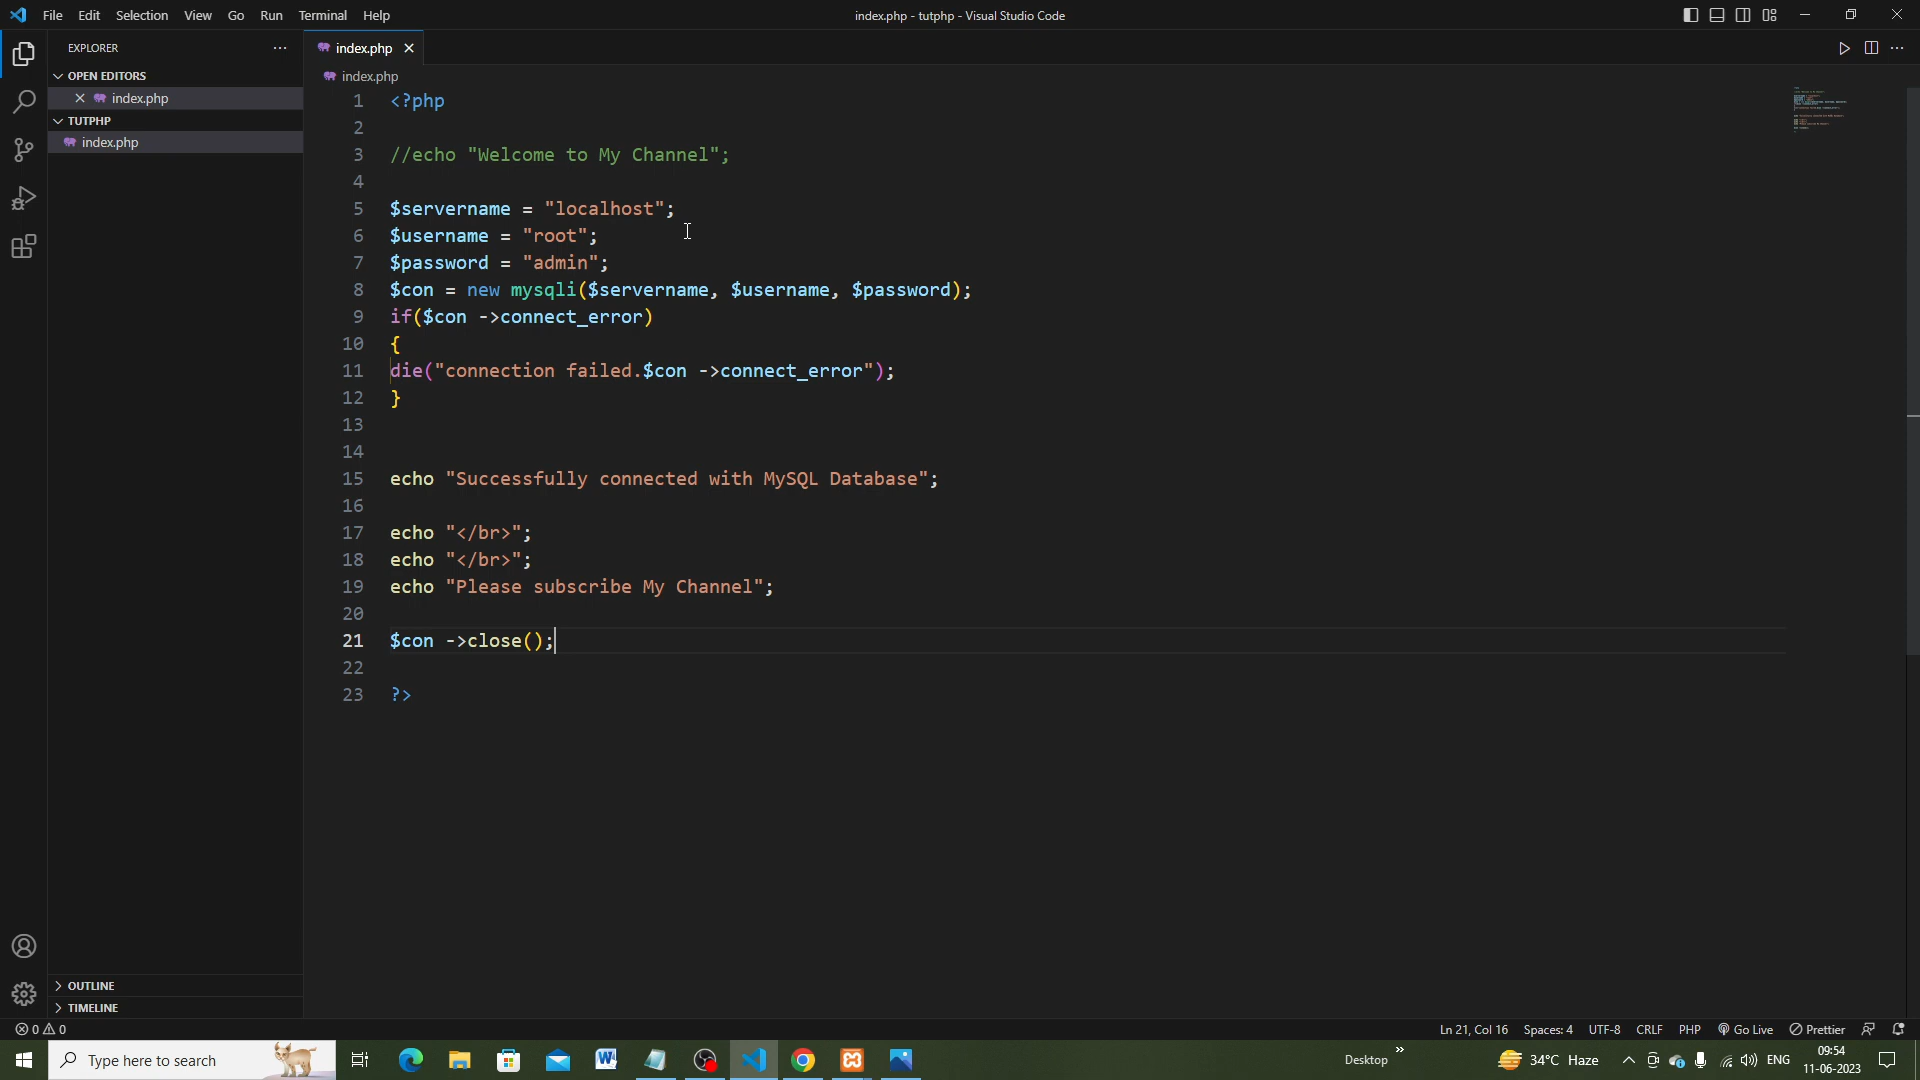 File Edit Selection View Go Run Terminal Help
index.php - tutphp - Visual Studio Code
EXPLORER
OPEN EDITORS
index.php
TUTPHP
index.php
OUTLINE
TIMELINE
index.php
index.php
1 <?php
2
3 //echo "Welcome to My Channel";
4
5 $servername = "localhost";
6 $username = "root";
7 $password = "admin";
8 $con = new mysqli($servername, $username, $password);
9 if($con ->connect_error)
10 {
11 die("connection failed.$con ->connect_error");
12 }
13
14
15 echo "Successfully connected with MySQL Database";
16
17 echo "</br>";
18 echo "</br>";
19 echo "Please subscribe My Channel";
20
21 $con ->close();
22
23 ?>
0 0
Ln 21, Col 16 Spaces: 4 UTF-8 CRLF PHP Go Live Prettier
Type here to search
Desktop
34°C Haze
ENG
09:54
11-06-2023